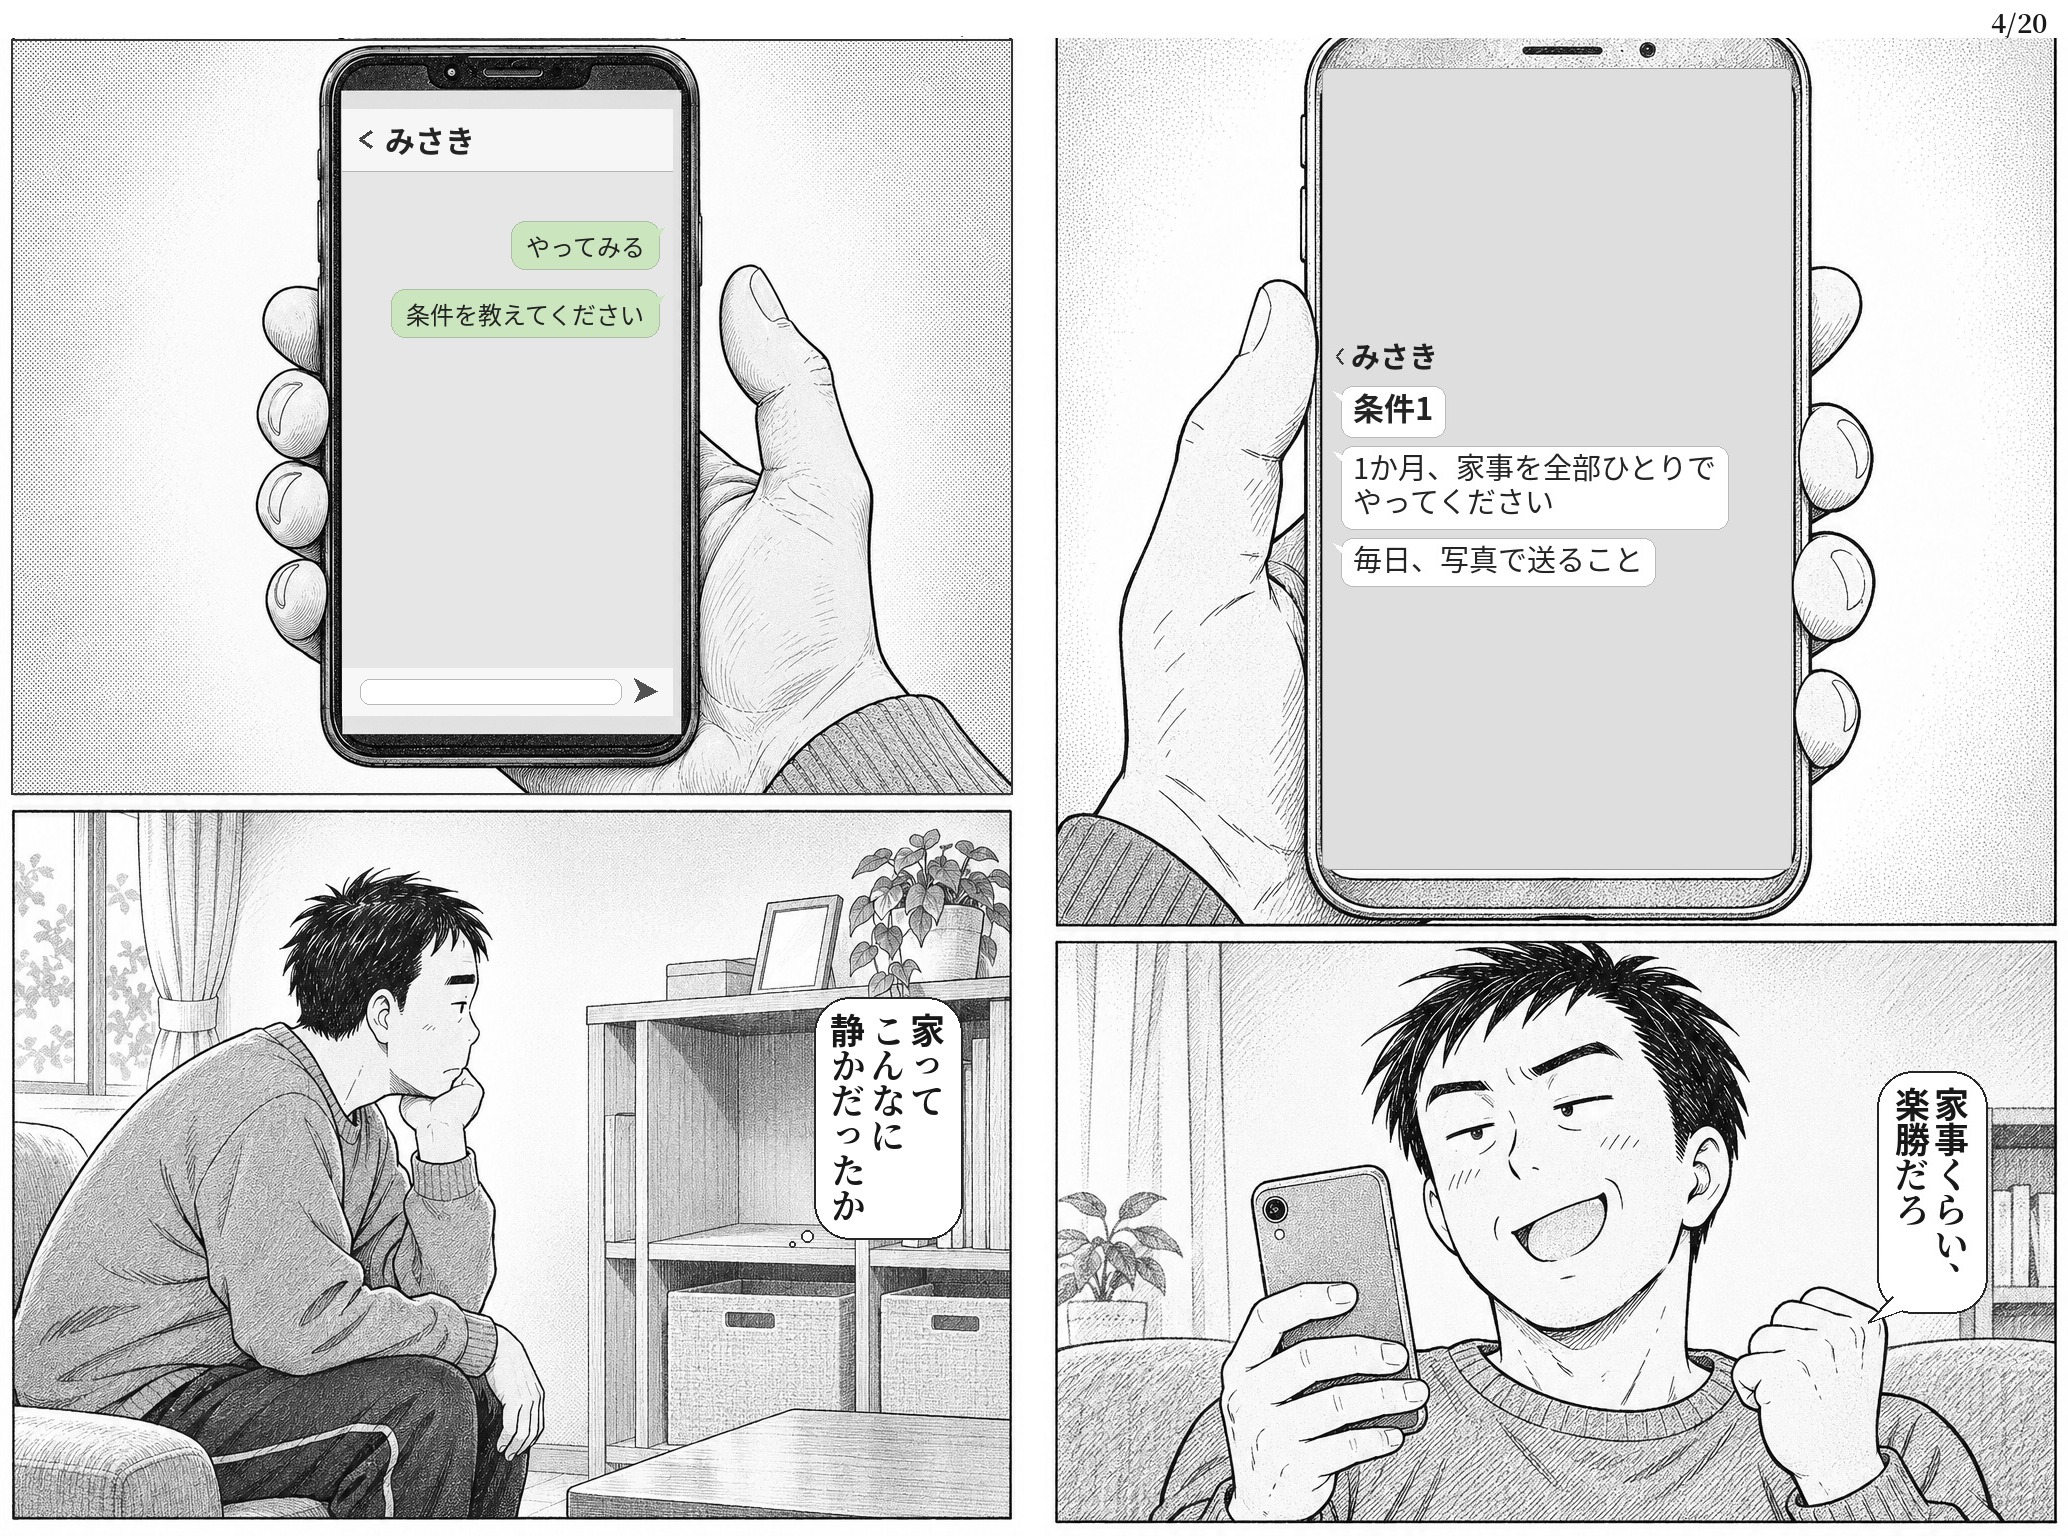 4/20
みさき
条件1
1か月、家事を全部ひとりで
やってください
毎日、写真で送ること
家事くらい、
楽勝だろ
みさき
やってみる
条件を教えてください
家って
こんなに
静かだったか